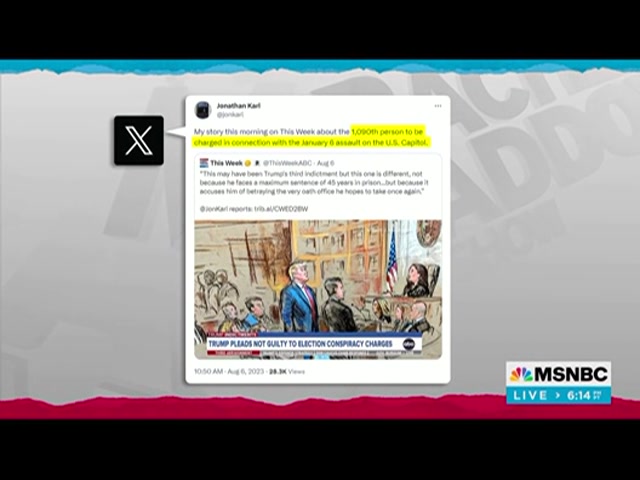 Jonathan Karl
@jonkarl
My story this morning on This Week about the 1,090th person to be
charged in connection with the January 6 assault on the U.S. Capitol.
This Week @ThisWeekABC · Aug 6
"This may have been Trump's third indictment but this one is different, not
because he faces a maximum sentence of 45 years in prison...but because it
accuses him of betraying the very oath office he hopes to take once again."
@JonKarl reports: trib.al/CWED2BW
TRUMP PLEADS NOT GUILTY TO ELECTION CONSPIRACY CHARGES
abc
10:50 AM · Aug 6, 2023 · 28.3K Views
MSNBC
LIVE > 6:14 PM PT